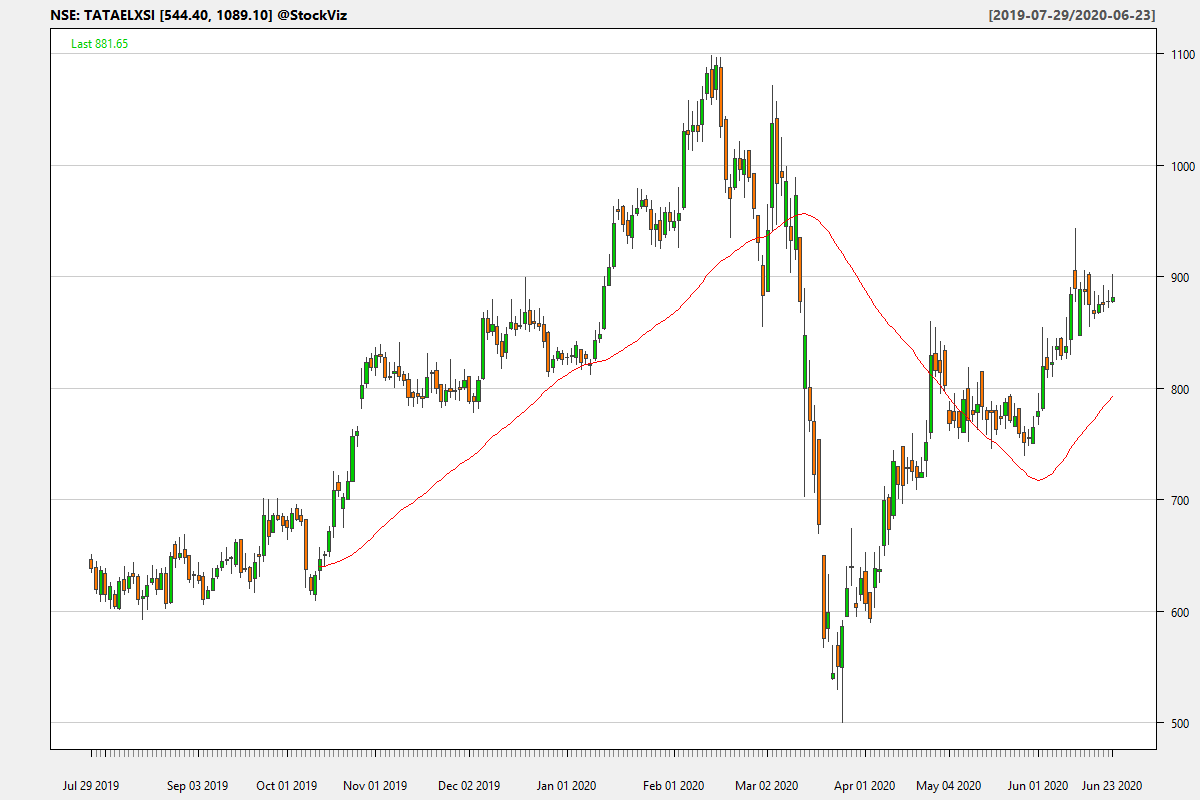 NSE: TATAELXSI [544.40, 1089.10] @StockViz
[2019-07-29/2020-06-23]
Last 881.65
1100
1000
900
800
700
600
500
Jul 29 2019
Sep 03 2019
Oct 01 2019
Nov 01 2019
Dec 02 2019
Jan 01 2020
Feb 01 2020
Mar 02 2020
Apr 01 2020
May 04 2020
Jun 01 2020
Jun 23 2020